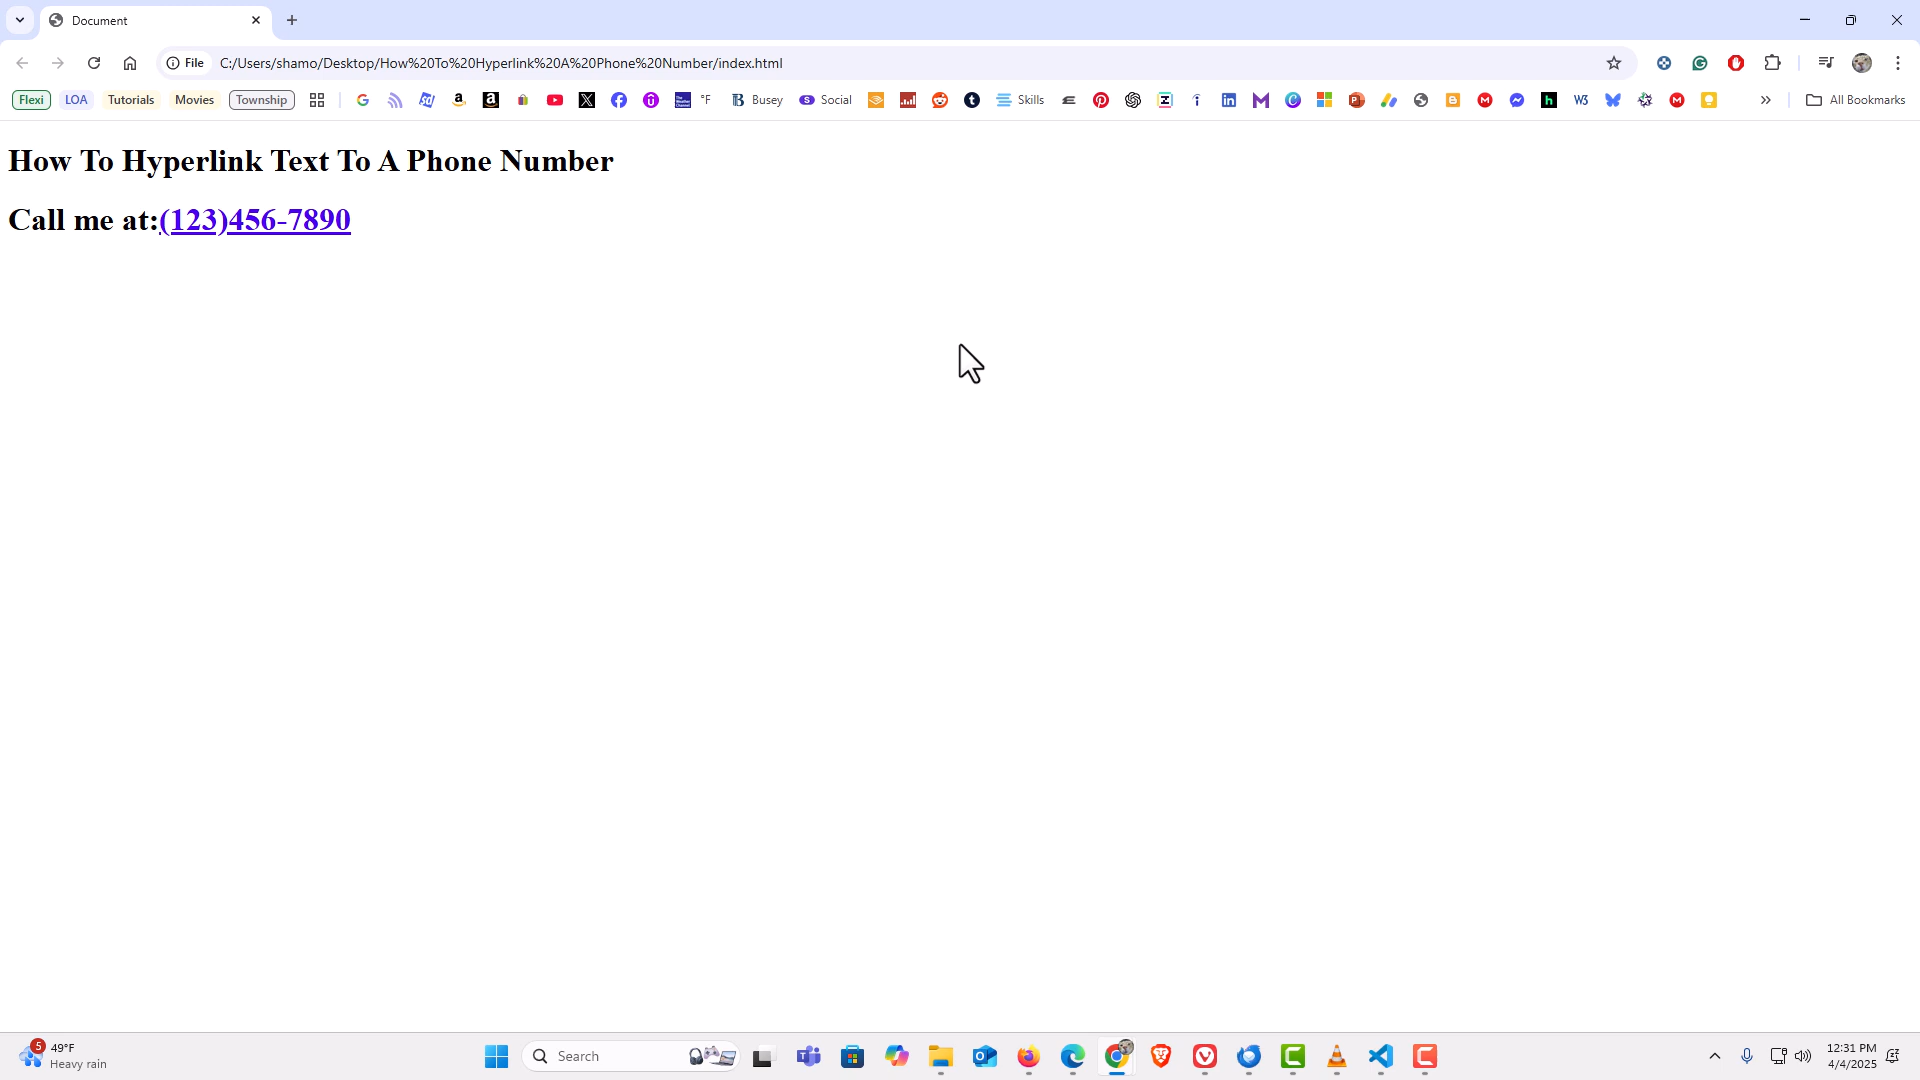 Document
File C:/Users/shamo/Desktop/How%20To%20Hyperlink%20A%20Phone%20Number/index.html
Flexi LOA Tutorials Movies Township °F Busey Social Skills W3 All Bookmarks
How To Hyperlink Text To A Phone Number
Call me at:(123)456-7890
5 49°F
Heavy rain
Search
12:31 PM
4/4/2025